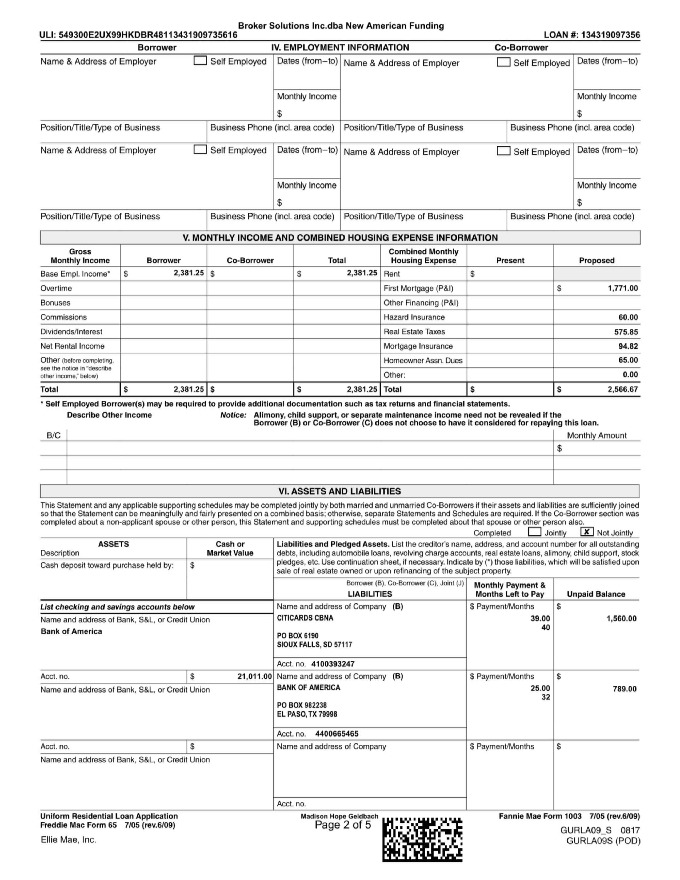 Broker Solutions Inc.dba New American Funding
ULI: 549300E2UX99HKDBR48113431909735616 LOAN #: 134319097356
Borrower IV. EMPLOYMENT INFORMATION Co-Borrower
Name & Address of Employer Self Employed Dates (from–to) Name & Address of Employer Self Employed Dates (from–to)
Monthly Income Monthly Income
$ $
Position/Title/Type of Business Business Phone (incl. area code) Position/Title/Type of Business Business Phone (incl. area code)
Name & Address of Employer Self Employed Dates (from–to) Name & Address of Employer Self Employed Dates (from–to)
Monthly Income Monthly Income
$ $
Position/Title/Type of Business Business Phone (incl. area code) Position/Title/Type of Business Business Phone (incl. area code)
V. MONTHLY INCOME AND COMBINED HOUSING EXPENSE INFORMATION
Gross Combined Monthly
Monthly Income Borrower Co-Borrower Total Housing Expense Present Proposed
Base Empl. Income* $ 2,381.25 $ $ 2,381.25 Rent $
Overtime First Mortgage (P&I) $ 1,771.00
Bonuses Other Financing (P&I)
Commissions Hazard Insurance 60.00
Dividends/Interest Real Estate Taxes 575.85
Net Rental Income Mortgage Insurance 94.82
Other (before completing, Homeowner Assn. Dues 65.00
see the notice in "describe
other income," below) Other: 0.00
Total $ 2,381.25 $ $ 2,381.25 Total $ $ 2,566.67
* Self Employed Borrower(s) may be required to provide additional documentation such as tax returns and financial statements.
Describe Other Income Notice: Alimony, child support, or separate maintenance income need not be revealed if the
Borrower (B) or Co-Borrower (C) does not choose to have it considered for repaying this loan.
B/C Monthly Amount
$
VI. ASSETS AND LIABILITIES
This Statement and any applicable supporting schedules may be completed jointly by both married and unmarried Co-Borrowers if their assets and liabilities are sufficiently joined
so that the Statement can be meaningfully and fairly presented on a combined basis; otherwise, separate Statements and Schedules are required. If the Co-Borrower section was
completed about a non-applicant spouse or other person, this Statement and supporting schedules must be completed about that spouse or other person also.
Completed Jointly X Not Jointly
ASSETS Cash or Liabilities and Pledged Assets. List the creditor's name, address, and account number for all outstanding
Description Market Value debts, including automobile loans, revolving charge accounts, real estate loans, alimony, child support, stock
Cash deposit toward purchase held by: $ pledges, etc. Use continuation sheet, if necessary. Indicate by (*) those liabilities, which will be satisfied upon
sale of real estate owned or upon refinancing of the subject property.
Borrower (B), Co-Borrower (C), Joint (J) Monthly Payment &
LIABILITIES Months Left to Pay Unpaid Balance
List checking and savings accounts below Name and address of Company (B) $ Payment/Months $
Name and address of Bank, S&L, or Credit Union CITICARDS CBNA 39.00 1,560.00
Bank of America 40
PO BOX 6190
SIOUX FALLS, SD 57117
Acct. no. 4100393247
Acct. no. $ 21,011.00 Name and address of Company (B) $ Payment/Months $
Name and address of Bank, S&L, or Credit Union BANK OF AMERICA 25.00 789.00
32
PO BOX 982238
EL PASO, TX 79998
Acct. no. 4400665465
Acct. no. $ Name and address of Company $ Payment/Months $
Name and address of Bank, S&L, or Credit Union
Acct. no.
Uniform Residential Loan Application Madison Hope Geldbach Fannie Mae Form 1003 7/05 (rev.6/09)
Freddie Mac Form 65 7/05 (rev.6/09) Page 2 of 5
GURLA09_S 0817
Ellie Mae, Inc. GURLA09S (POD)